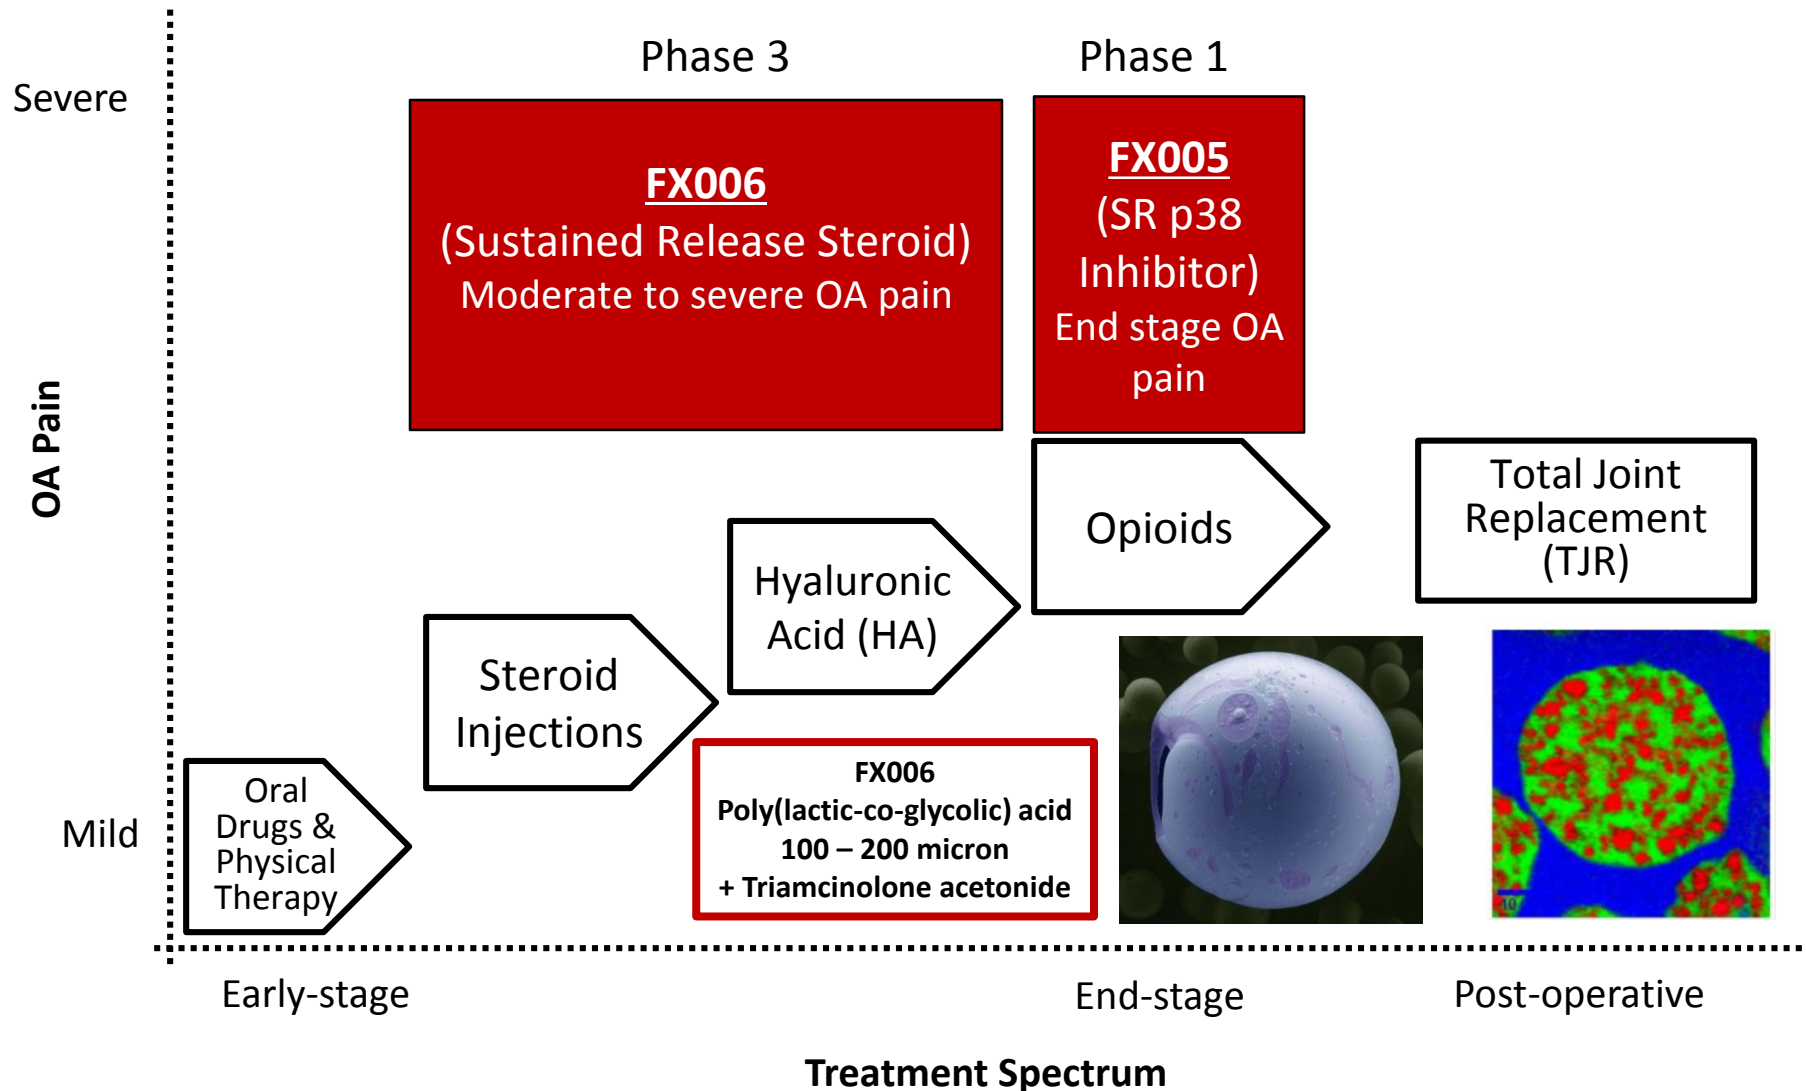 Phase 3
Phase 1
Severe
FX006
(Sustained Release Steroid)
Moderate to severe OA pain
FX005
(SR p38
Inhibitor)
End stage OA
pain
OA Pain
Opioids
Total Joint
Replacement
(TJR)
Hyaluronic
Acid (HA)
Steroid
Injections
FX006
Poly(lactic-co-glycolic) acid
100 – 200 micron
+ Triamcinolone acetonide
Oral
Drugs &
Physical
Therapy
Mild
10
Early-stage
End-stage
Post-operative
Treatment Spectrum